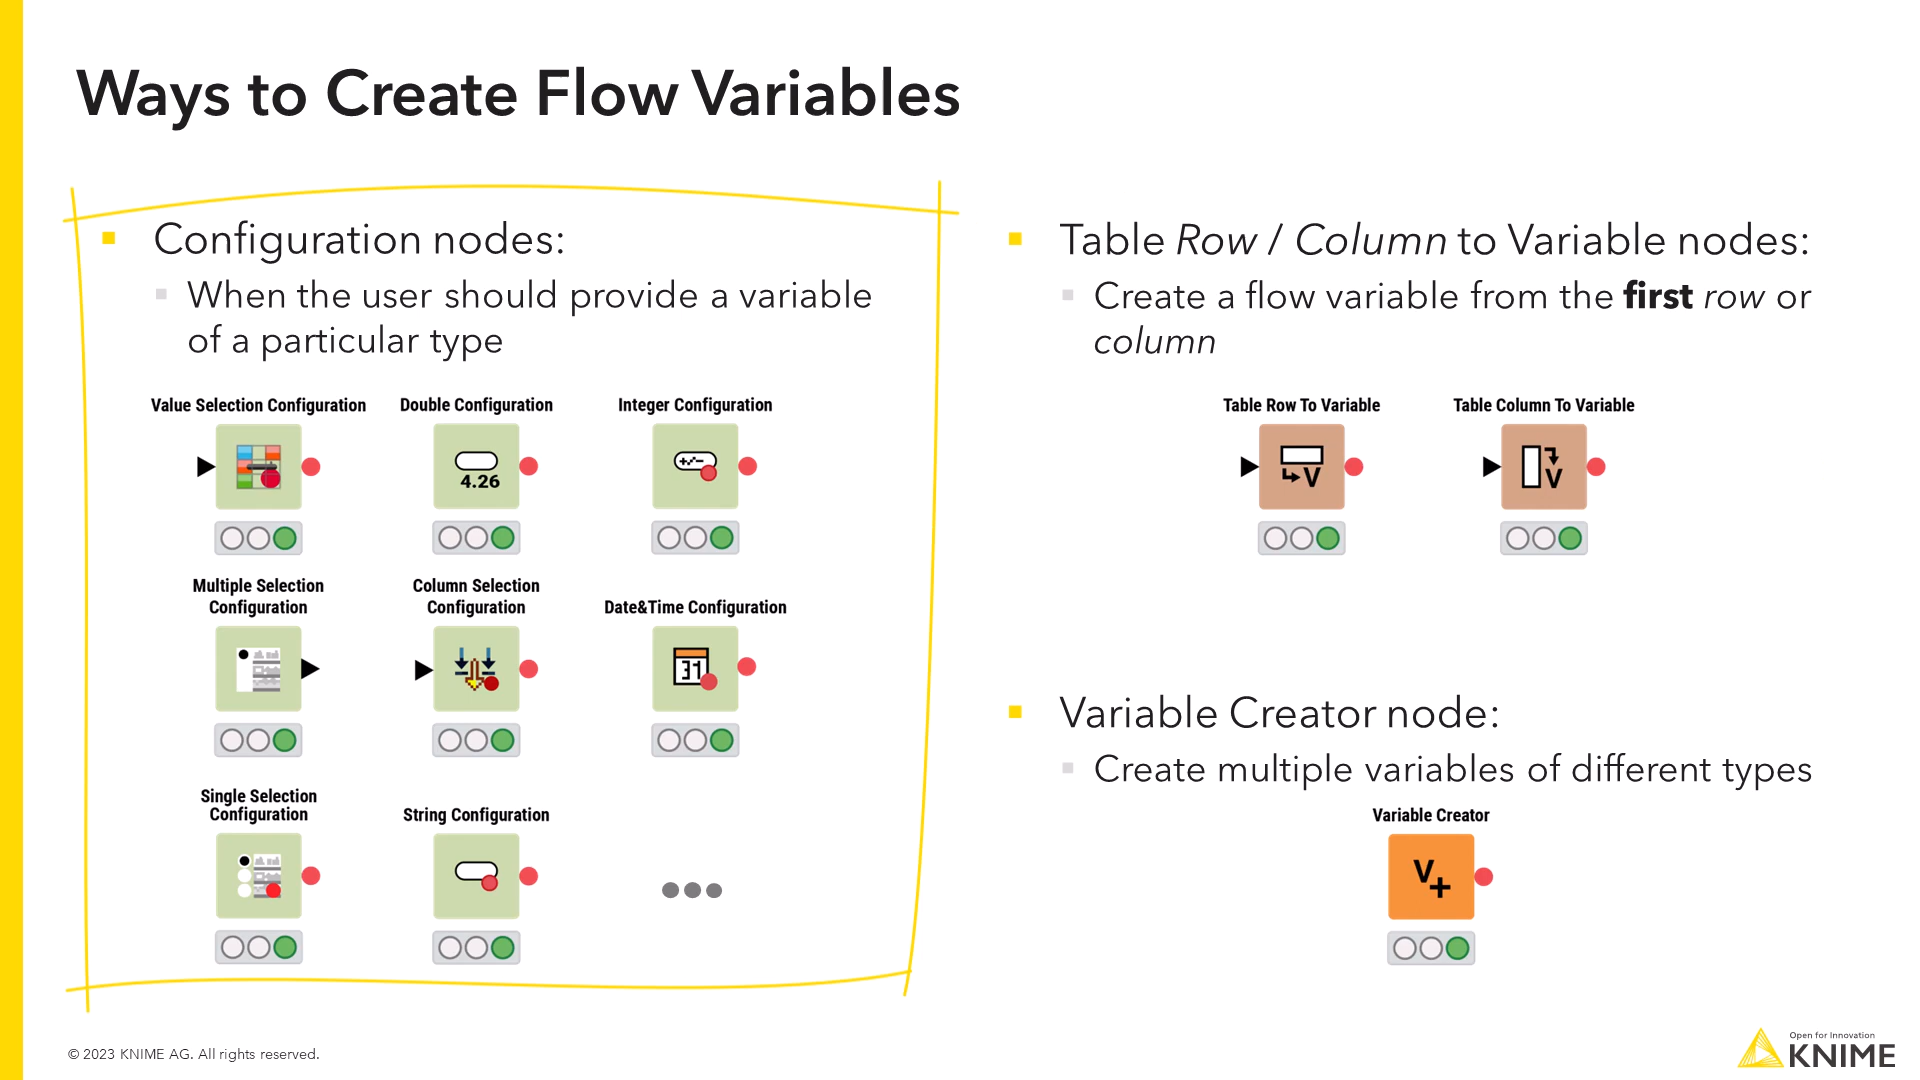 Ways to Create Flow Variables
Configuration nodes:
When the user should provide a variable
of a particular type
Value Selection Configuration
Double Configuration
Integer Configuration
4.26
Multiple Selection
Configuration
Column Selection
Configuration
Date&Time Configuration
31
Single Selection
Configuration
String Configuration
Table Row / Column to Variable nodes:
Create a flow variable from the first row or
column
Table Row To Variable
Table Column To Variable
V
V
Variable Creator node:
Create multiple variables of different types
Variable Creator
V+
© 2023 KNIME AG. All rights reserved.
Open for Innovation
KNIME